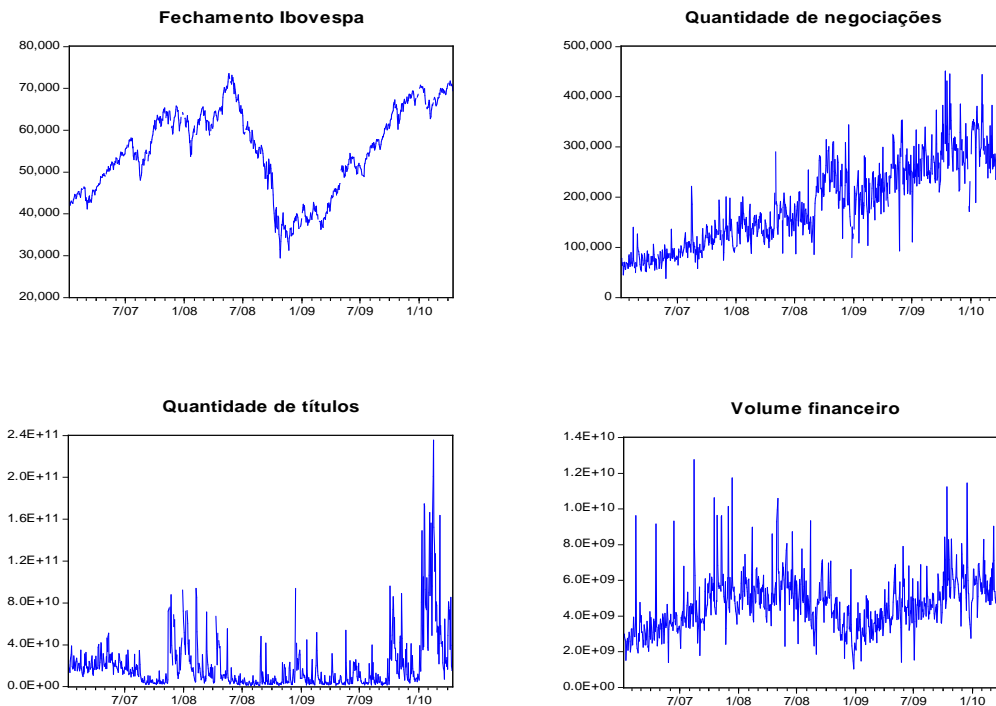 Fechamento Ibovespa
80,000
70,000
60,000
50,000
40,000
30,000
20,000
7/07 1/08 7/08 1/09 7/09 1/10
Quantidade de negociações
500,000
400,000
300,000
200,000
100,000
0
7/07 1/08 7/08 1/09 7/09 1/10
Quantidade de títulos
2.4E+11
2.0E+11
1.6E+11
1.2E+11
8.0E+10
4.0E+10
0.0E+00
7/07 1/08 7/08 1/09 7/09 1/10
Volume financeiro
1.4E+10
1.2E+10
1.0E+10
8.0E+09
6.0E+09
4.0E+09
2.0E+09
0.0E+00
7/07 1/08 7/08 1/09 7/09 1/10